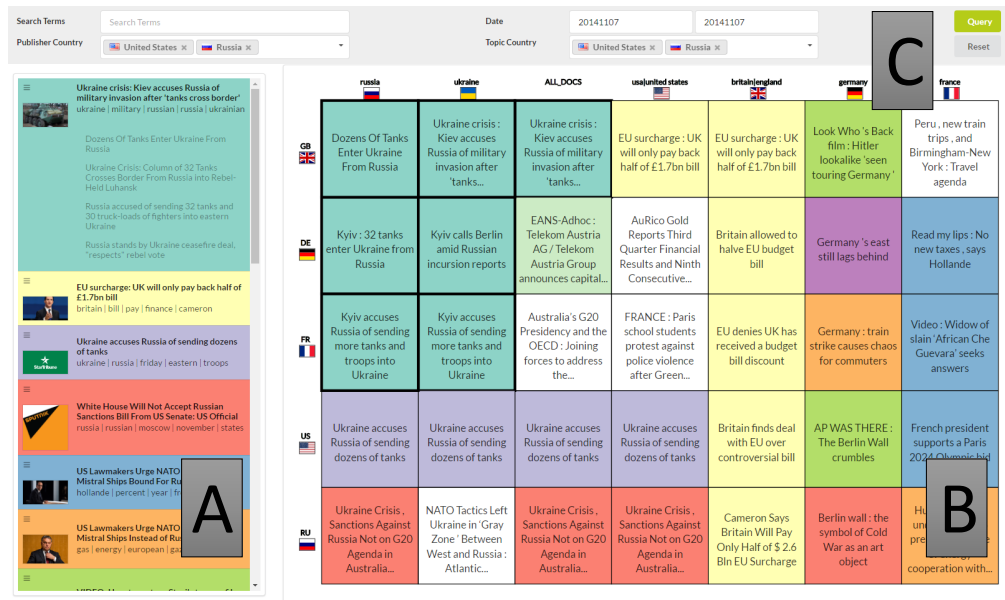 Search Terms
Search Terms
Date
20141107
20141107
Query
Publisher Country
United States ×
Russia ×
Topic Country
United States ×
Russia ×
Reset
C
Ukraine crisis: Kiev accuses Russia of
military invasion after 'tanks cross border'
ukraine | military | russian | russia | ukrainian
Dozens Of Tanks Enter Ukraine From
Russia
Ukraine Crisis: Column of 32 Tanks
Crosses Border From Russia into Rebel-
Held Luhansk
Russia accused of sending 32 tanks and
30 truck-loads of fighters into eastern
Ukraine
Russia stands by Ukraine ceasefire deal,
"respects" rebel vote
EU surcharge: UK will only pay back half of
£1.7bn bill
britain | bill | pay | finance | cameron
Ukraine accuses Russia of sending dozens
of tanks
ukraine | russia | friday | eastern | troops
White House Will Not Accept Russian
Sanctions Bill From US Senate: US Official
russia | russian | moscow | november | states
SPUTNIK
US Lawmakers Urge NATO
Mistral Ships Bound For Ru
hollande | percent | year | fr
US Lawmakers Urge NATO
Mistral Ships Instead of Ru
gas | energy | european | ga
A
russia
ukraine
ALL_DOCS
usa|united states
britain|england
germany
france
GB
Dozens Of Tanks
Enter Ukraine
From Russia
Ukraine crisis :
Kiev accuses
Russia of military
invasion after
'tanks...
Ukraine crisis :
Kiev accuses
Russia of military
invasion after
'tanks...
EU surcharge : UK
will only pay back
half of £1.7bn bill
EU surcharge : UK
will only pay back
half of £1.7bn bill
Look Who 's Back
film : Hitler
lookalike 'seen
touring Germany '
Peru , new train
trips , and
Birmingham-New
York : Travel
agenda
DE
Kyiv : 32 tanks
enter Ukraine from
Russia
Kyiv calls Berlin
amid Russian
incursion reports
EANS-Adhoc :
Telekom Austria
AG / Telekom
Austria Group
announces capital...
AuRico Gold
Reports Third
Quarter Financial
Results and Ninth
Consecutive...
Britain allowed to
halve EU budget
bill
Germany 's east
still lags behind
Read my lips : No
new taxes , says
Hollande
FR
Kyiv accuses
Russia of sending
more tanks and
troops into
Ukraine
Kyiv accuses
Russia of sending
more tanks and
troops into
Ukraine
Australia's G20
Presidency and the
OECD : Joining
forces to address
the...
FRANCE : Paris
school students
protest against
police violence
after Green...
EU denies UK has
received a budget
bill discount
Germany : train
strike causes chaos
for commuters
Video : Widow of
slain 'African Che
Guevara' seeks
answers
US
Ukraine accuses
Russia of sending
dozens of tanks
Ukraine accuses
Russia of sending
dozens of tanks
Ukraine accuses
Russia of sending
dozens of tanks
Ukraine accuses
Russia of sending
dozens of tanks
Britain finds deal
with EU over
controversial bill
AP WAS THERE :
The Berlin Wall
crumbles
French president
supports a Paris
2024 Olympic bid
RU
Ukraine Crisis ,
Sanctions Against
Russia Not on G20
Agenda in
Australia...
NATO Tactics Left
Ukraine in 'Gray
Zone ' Between
West and Russia :
Atlantic...
Ukraine Crisis ,
Sanctions Against
Russia Not on G20
Agenda in
Australia...
Ukraine Crisis ,
Sanctions Against
Russia Not on G20
Agenda in
Australia...
Cameron Says
Britain Will Pay
Only Half of $ 2.6
Bln EU Surcharge
Berlin wall : the
symbol of Cold
War as an art
object
cooperation with...
B